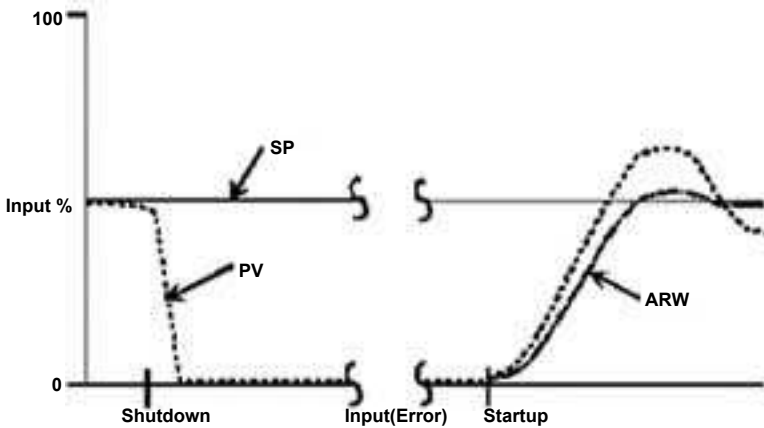 100
SP
Input %
PV
ARW
0
Shutdown
Input(Error)
Startup